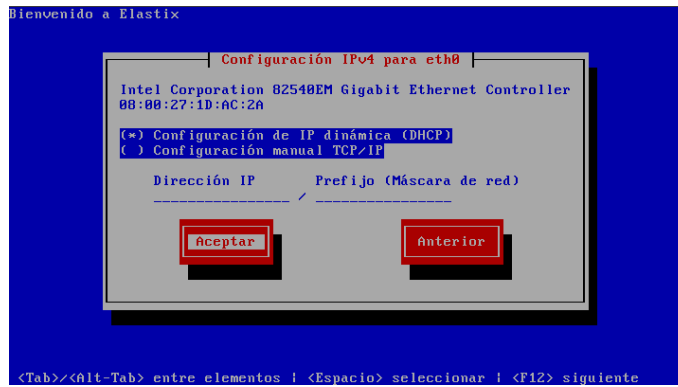 Bienvenido a Elastix
Configuración IPv4 para eth0
Intel Corporation 82540EM Gigabit Ethernet Controller
08:00:27:1D:AC:2A
(*) Configuración de IP dinámica (DHCP)
( ) Configuración manual TCP/IP
Dirección IP Prefijo (Máscara de red)
________________ / ________________
Aceptar Anterior
<Tab>/<Alt-Tab> entre elementos | <Espacio> seleccionar | <F12> siguiente